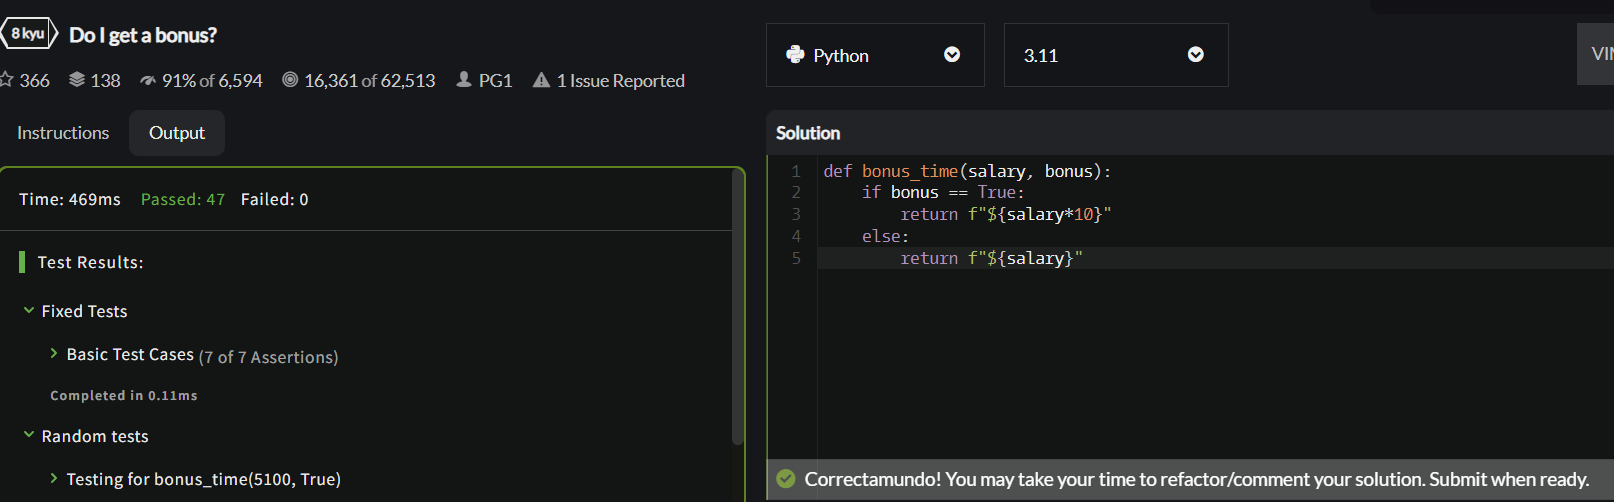 8 kyu Do I get a bonus?
366 138 91% of 6,594 16,361 of 62,513 PG1 1 Issue Reported
Instructions Output
Time: 469ms Passed: 47 Failed: 0
Test Results:
Fixed Tests
Basic Test Cases (7 of 7 Assertions)
Completed in 0.11ms
Random tests
Testing for bonus_time(5100, True)
Python 3.11
Solution
1 def bonus_time(salary, bonus):
2     if bonus == True:
3         return f"${salary*10}"
4     else:
5         return f"${salary}"
Correctamundo! You may take your time to refactor/comment your solution. Submit when ready.